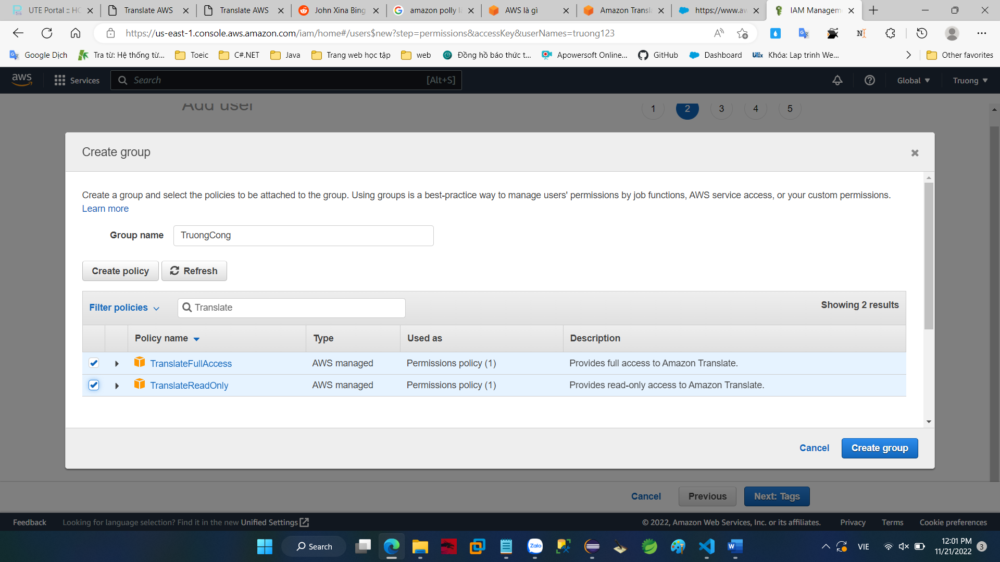 UTE Portal :: HC
Translate AWS
Translate AWS
John Xina Bing
amazon polly là
AWS là gì
Amazon Transla
https://www.aw
IAM Managem
https://us-east-1.console.aws.amazon.com/iam/home#/users$new?step=permissions&accessKey&userNames=truong123
Google Dịch
Tra từ: Hệ thống từ...
Toeic
C#.NET
Java
Trang web học tập
web
Đồng hồ báo thức t...
Apowersoft Online...
GitHub
Dashboard
UEx
Khóa: Lap trinh We...
Other favorites
aws
Services
Search
[Alt+S]
Global
Truong
Add user
1
2
3
4
5
Create group
Create a group and select the policies to be attached to the group. Using groups is a best-practice way to manage users' permissions by job functions, AWS service access, or your custom permissions.
Learn more
Group name
TruongCong
Create policy
Refresh
Filter policies
Translate
Showing 2 results
Policy name
Type
Used as
Description
TranslateFullAccess
AWS managed
Permissions policy (1)
Provides full access to Amazon Translate.
TranslateReadOnly
AWS managed
Permissions policy (1)
Provides read-only access to Amazon Translate.
Cancel
Create group
Cancel
Previous
Next: Tags
Feedback
Looking for language selection? Find it in the new Unified Settings
© 2022, Amazon Web Services, Inc. or its affiliates.
Privacy
Terms
Cookie preferences
Search
Zalo
VIE
12:01 PM
11/21/2022
3